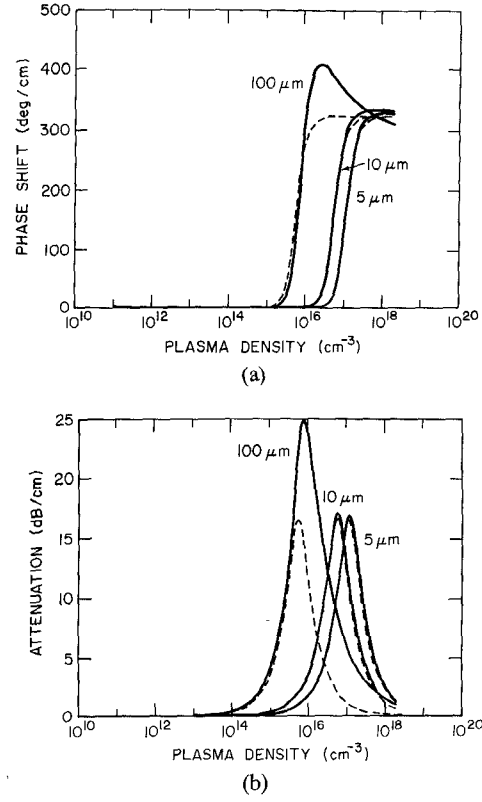 500
400
300
200
100
0
PHASE SHIFT (deg/cm)
100 μm
10 μm
5 μm
10^10 10^12 10^14 10^16 10^18 10^20
PLASMA DENSITY (cm^-3)
(a)
25
20
15
10
5
0
ATTENUATION (dB/cm)
100 μm
10 μm
5 μm
10^10 10^12 10^14 10^16 10^18 10^20
PLASMA DENSITY (cm^-3)
(b)